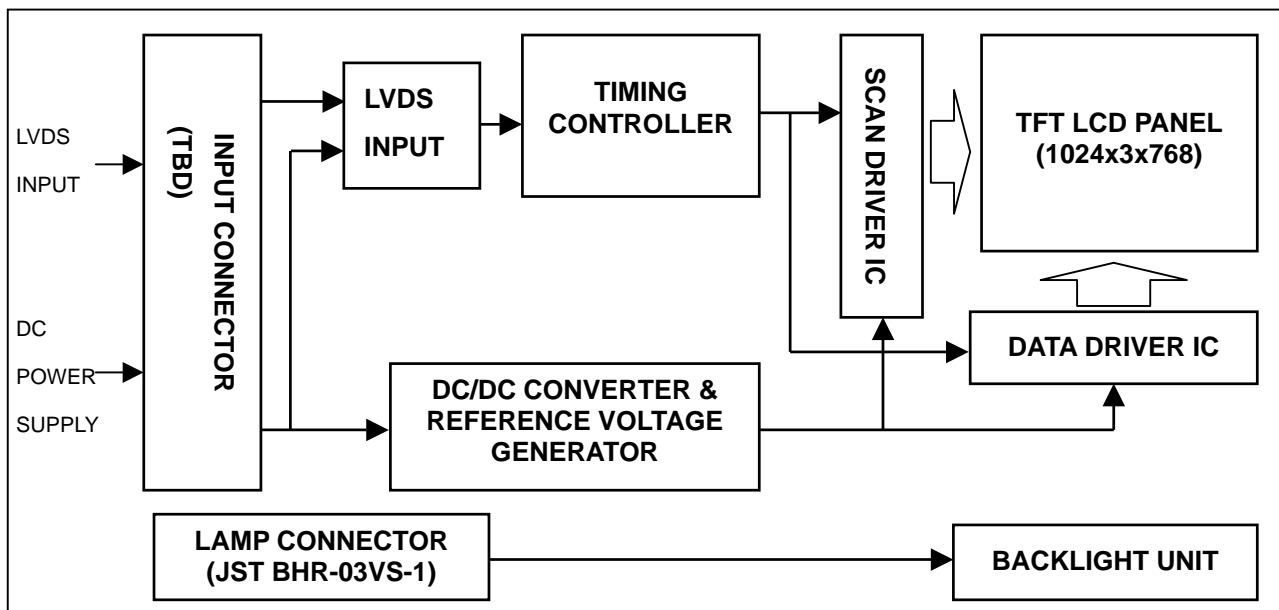 LVDS
INPUT
DC
POWER
SUPPLY
INPUT CONNECTOR
(TBD)
LVDS
INPUT
TIMING
CONTROLLER
SCAN DRIVER IC
TFT LCD PANEL
(1024x3x768)
DATA DRIVER IC
DC/DC CONVERTER &
REFERENCE VOLTAGE
GENERATOR
LAMP CONNECTOR
(JST BHR-03VS-1)
BACKLIGHT UNIT